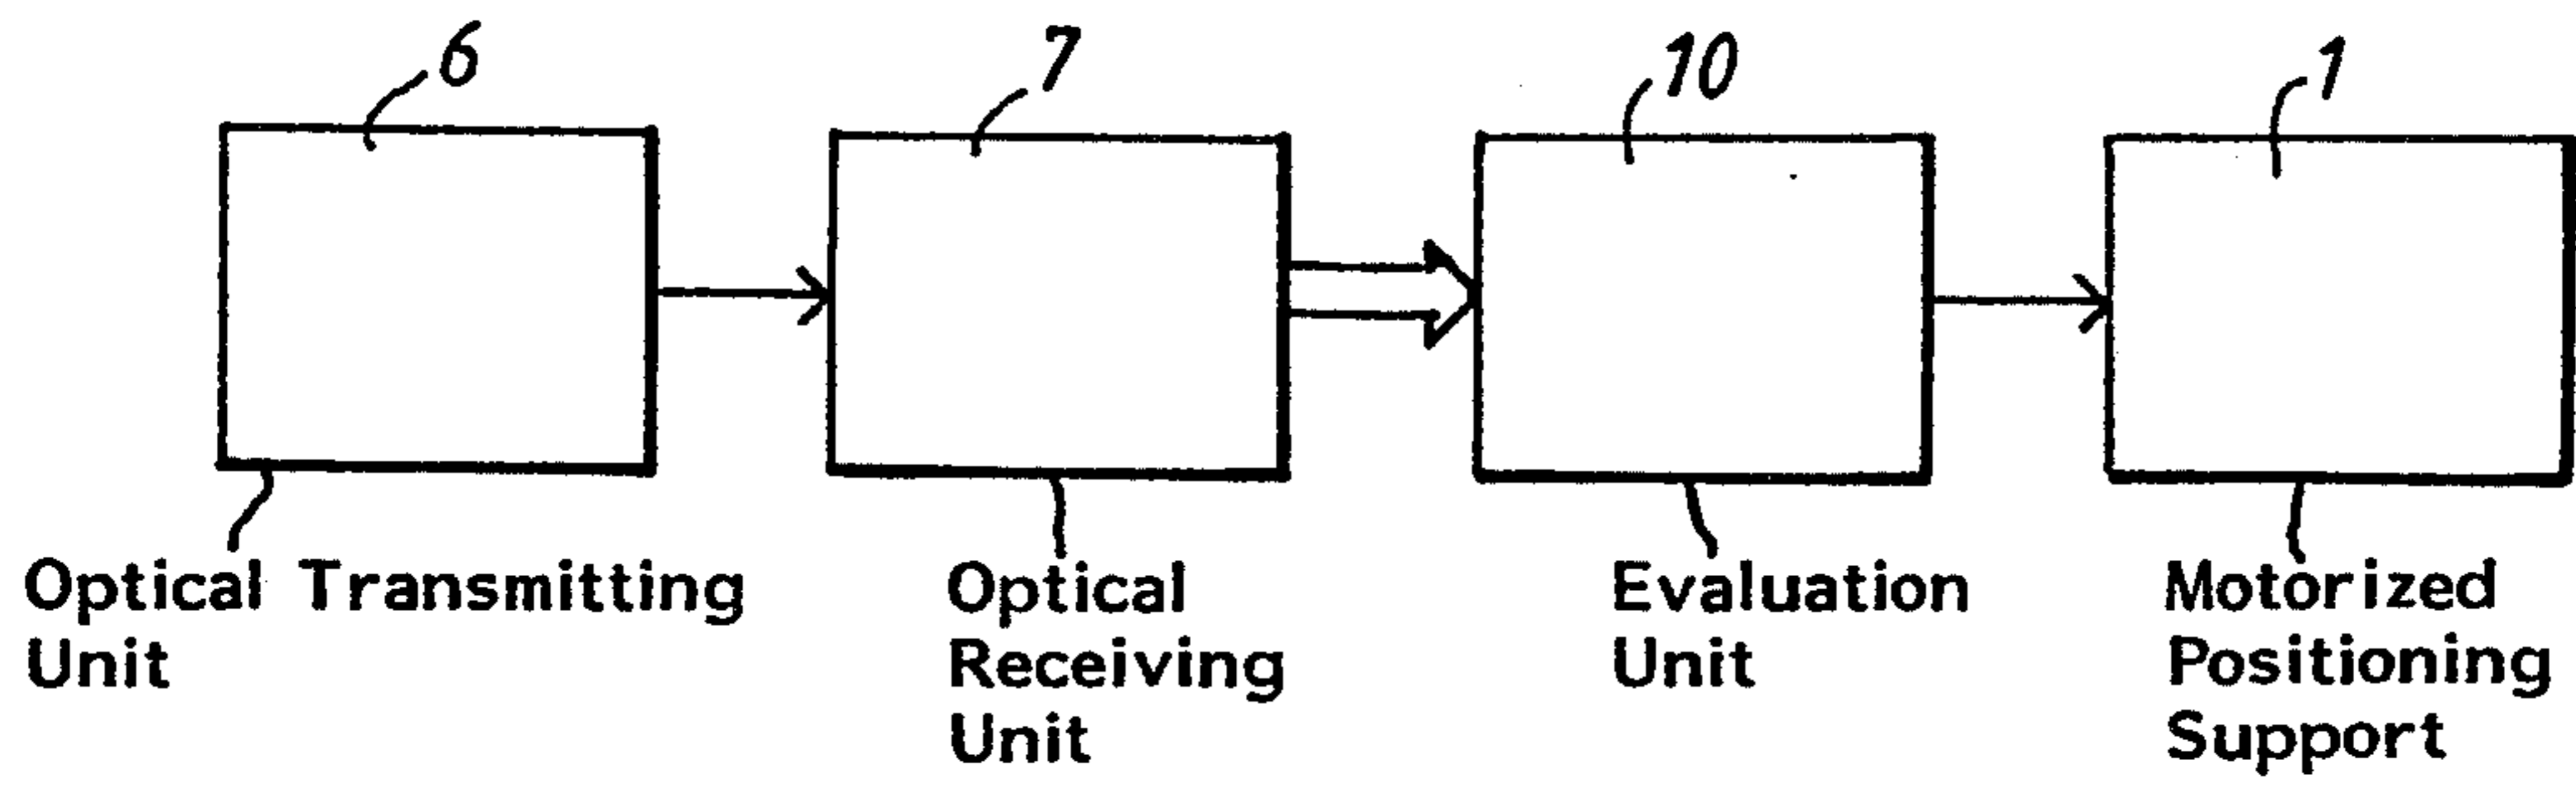 6
7
10
1
Optical Transmitting
Unit
Optical
Receiving
Unit
Evaluation
Unit
Motorized
Positioning
Support